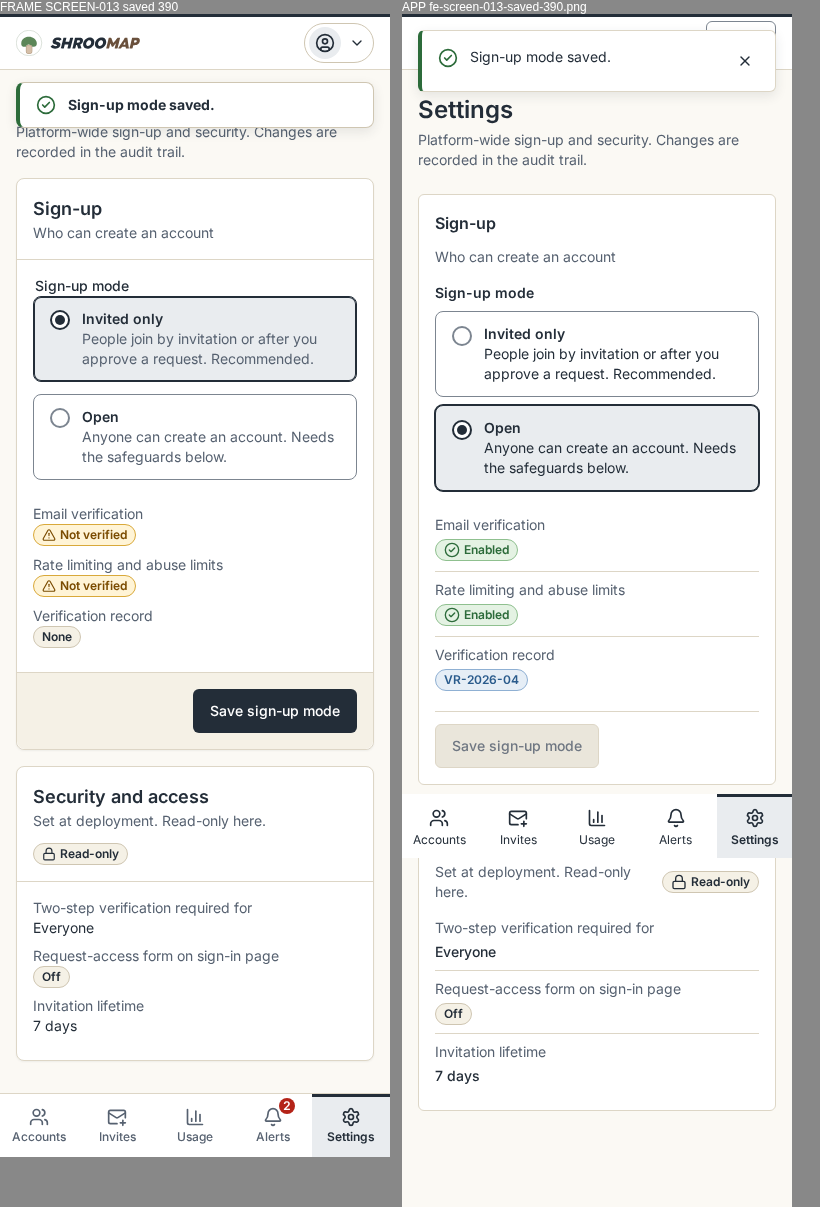 FRAME SCREEN-013 saved 390
SHROOMAP
Sign-up mode saved.
Platform-wide sign-up and security. Changes are
recorded in the audit trail.
Sign-up
Who can create an account
Sign-up mode
Invited only
People join by invitation or after you
approve a request. Recommended.
Open
Anyone can create an account. Needs
the safeguards below.
Email verification
Not verified
Rate limiting and abuse limits
Not verified
Verification record
None
Save sign-up mode
Security and access
Set at deployment. Read-only here.
Read-only
Two-step verification required for
Everyone
Request-access form on sign-in page
Off
Invitation lifetime
7 days
2
Accounts Invites Usage Alerts Settings
APP fe-screen-013-saved-390.png
Sign-up mode saved.
Settings
Platform-wide sign-up and security. Changes are
recorded in the audit trail.
Sign-up
Who can create an account
Sign-up mode
Invited only
People join by invitation or after you
approve a request. Recommended.
Open
Anyone can create an account. Needs
the safeguards below.
Email verification
Enabled
Rate limiting and abuse limits
Enabled
Verification record
VR-2026-04
Save sign-up mode
Accounts Invites Usage Alerts Settings
Set at deployment. Read-only
here.
Read-only
Two-step verification required for
Everyone
Request-access form on sign-in page
Off
Invitation lifetime
7 days